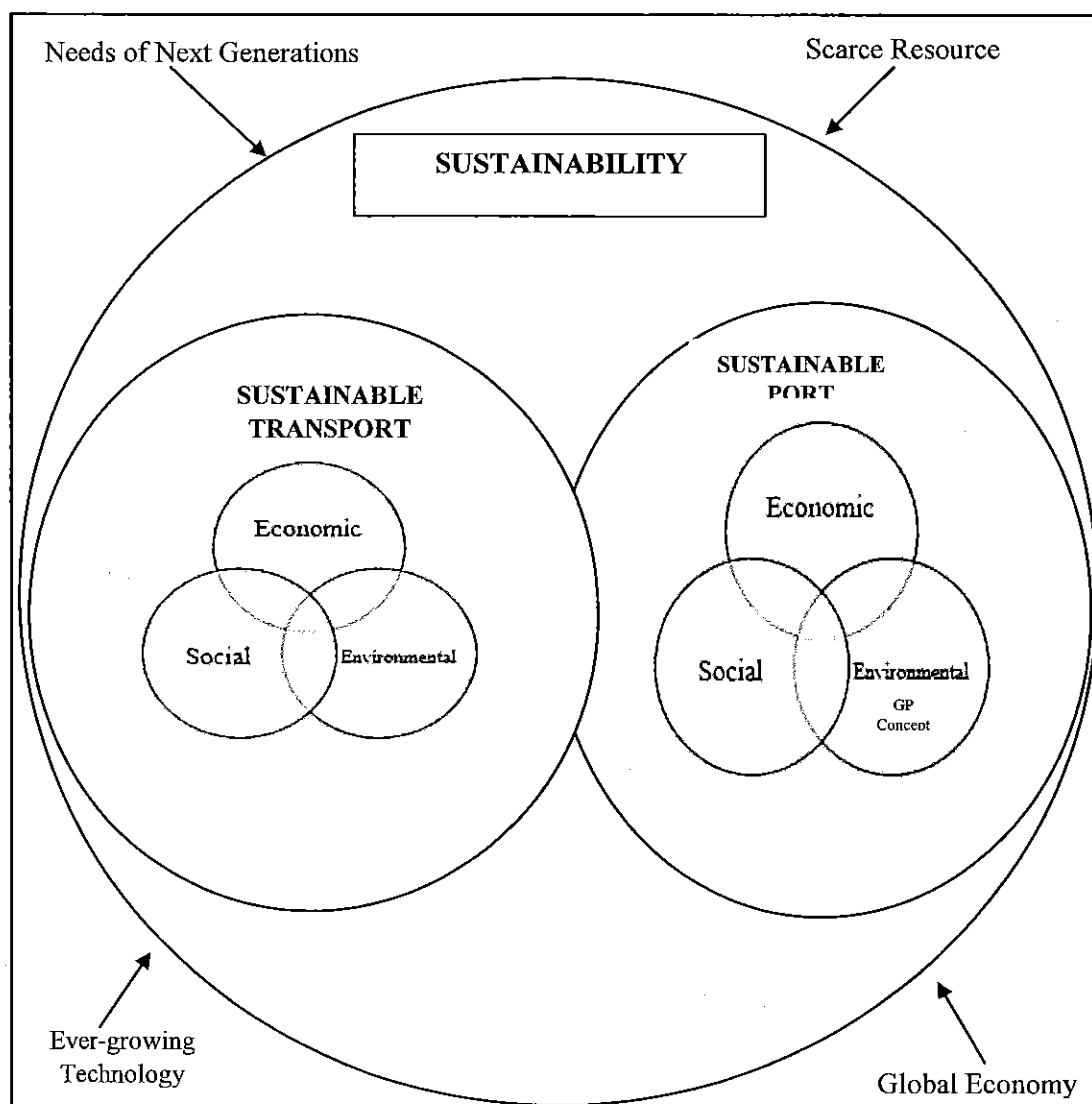 Needs of Next Generations
Scarce Resource
SUSTAINABILITY
SUSTAINABLE
TRANSPORT
Economic
Social
Environmental
SUSTAINABLE
PORT
Economic
Social
Environmental
GP
Concept
Ever-growing
Technology
Global Economy